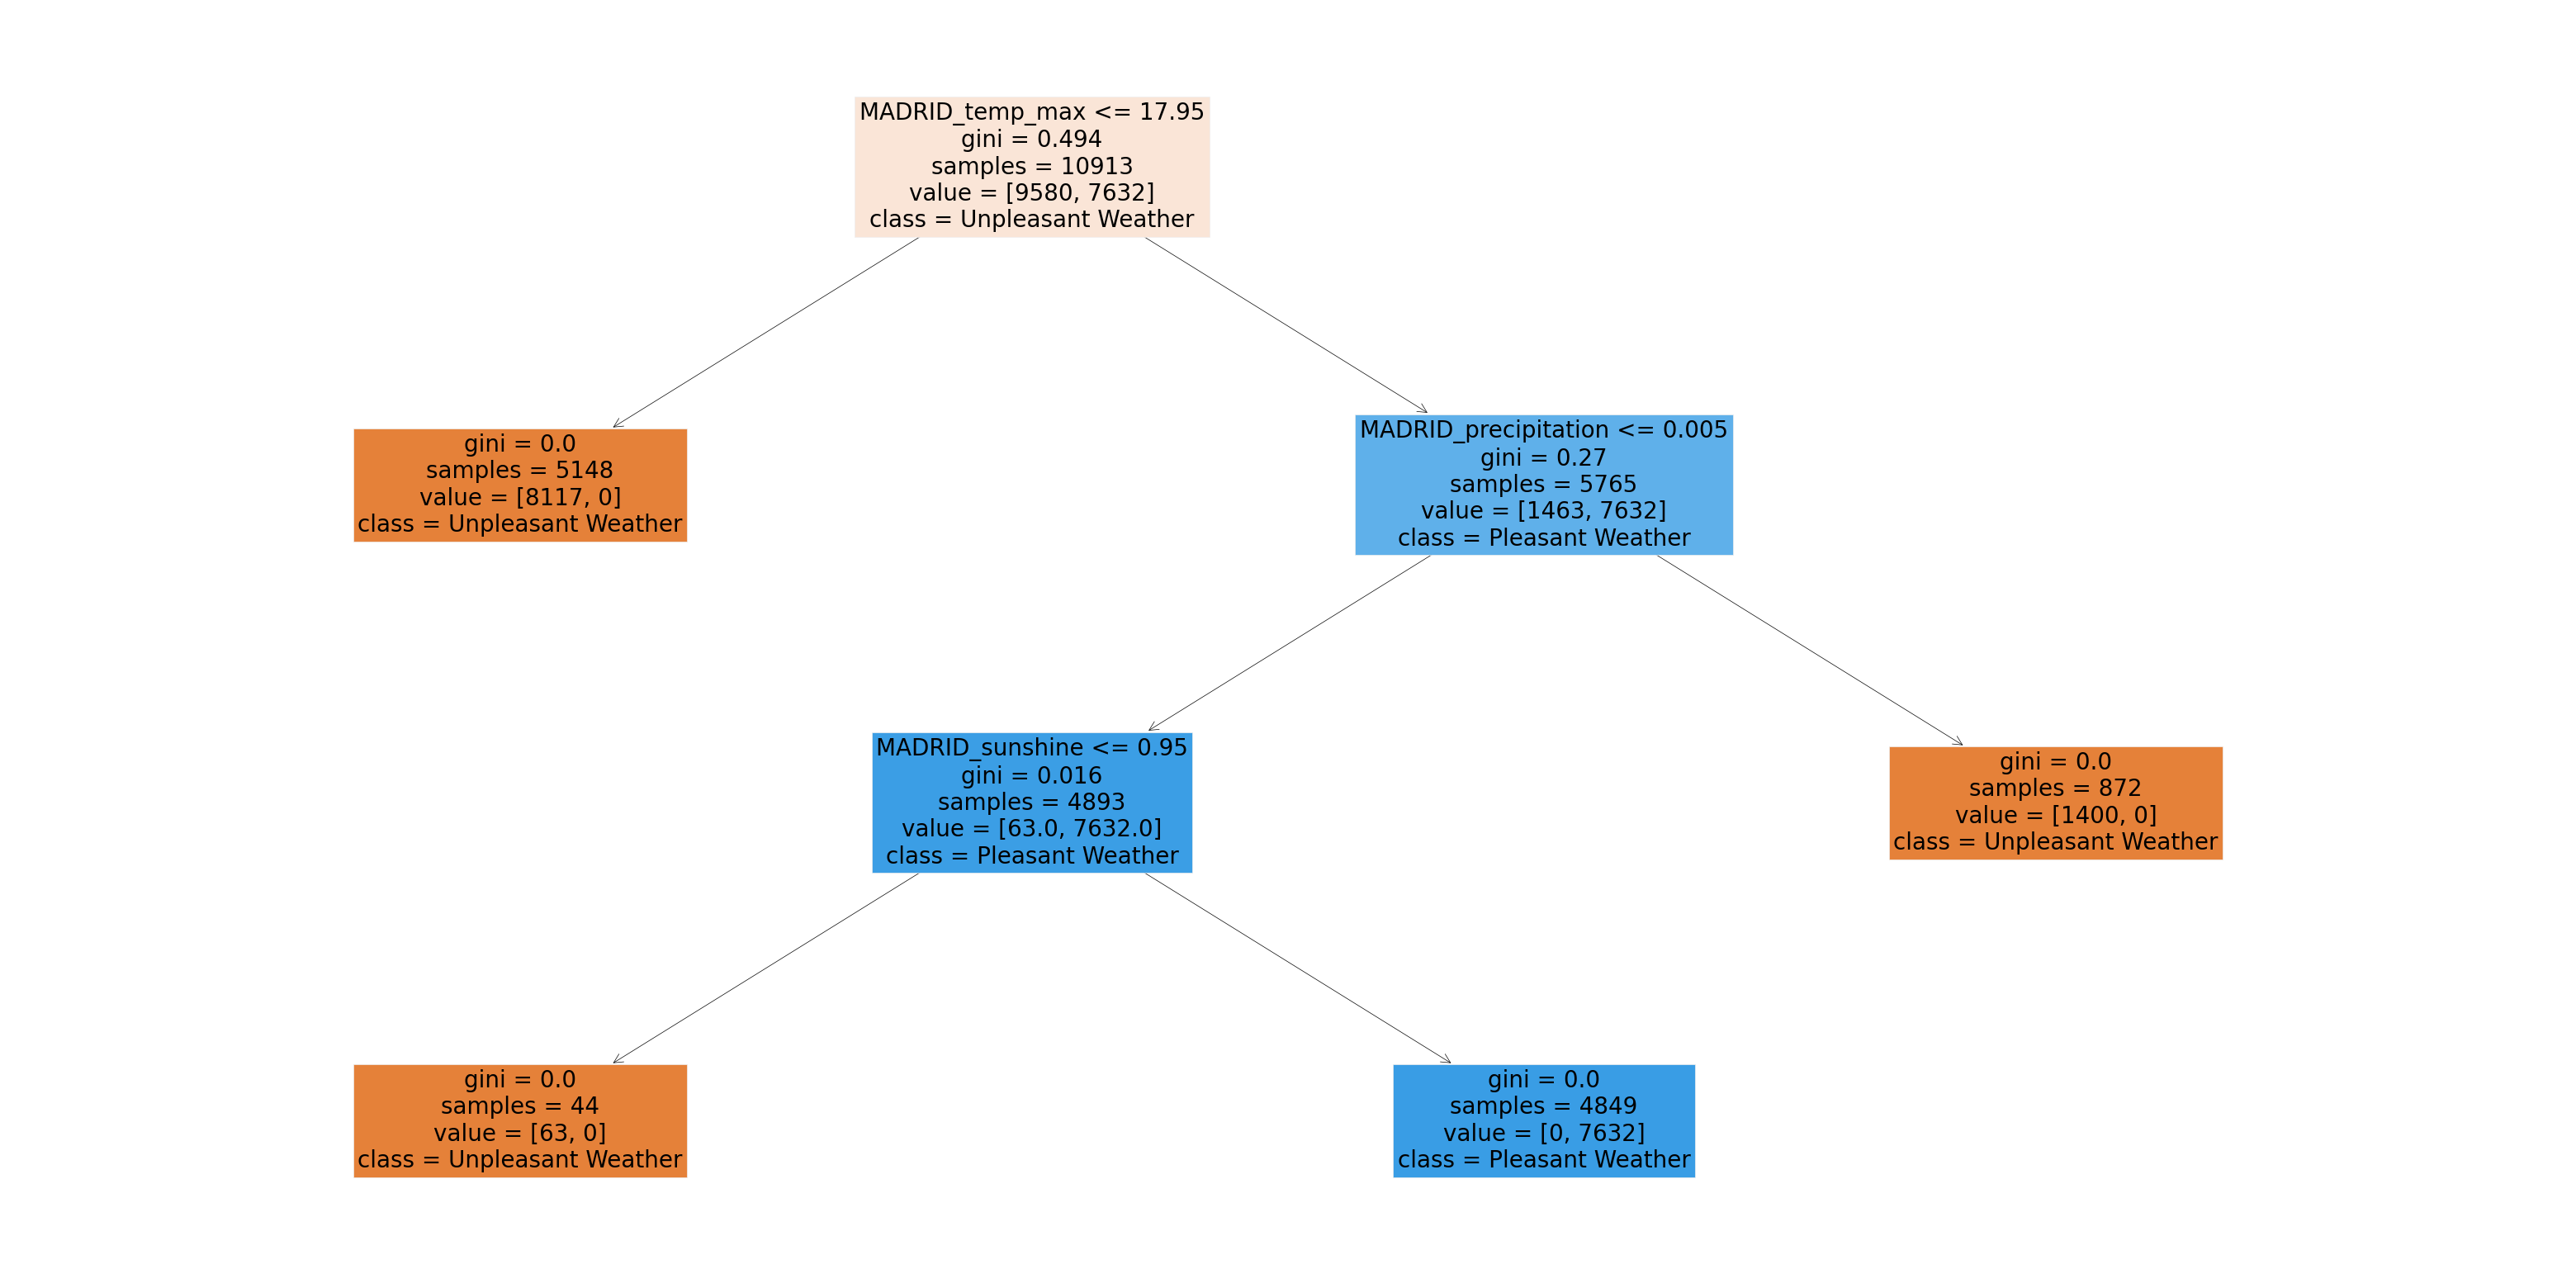 MADRID_temp_max <= 17.95
gini = 0.494
samples = 10913
value = [9580, 7632]
class = Unpleasant Weather
gini = 0.0
samples = 5148
value = [8117, 0]
class = Unpleasant Weather
MADRID_precipitation <= 0.005
gini = 0.27
samples = 5765
value = [1463, 7632]
class = Pleasant Weather
MADRID_sunshine <= 0.95
gini = 0.016
samples = 4893
value = [63.0, 7632.0]
class = Pleasant Weather
gini = 0.0
samples = 872
value = [1400, 0]
class = Unpleasant Weather
gini = 0.0
samples = 44
value = [63, 0]
class = Unpleasant Weather
gini = 0.0
samples = 4849
value = [0, 7632]
class = Pleasant Weather